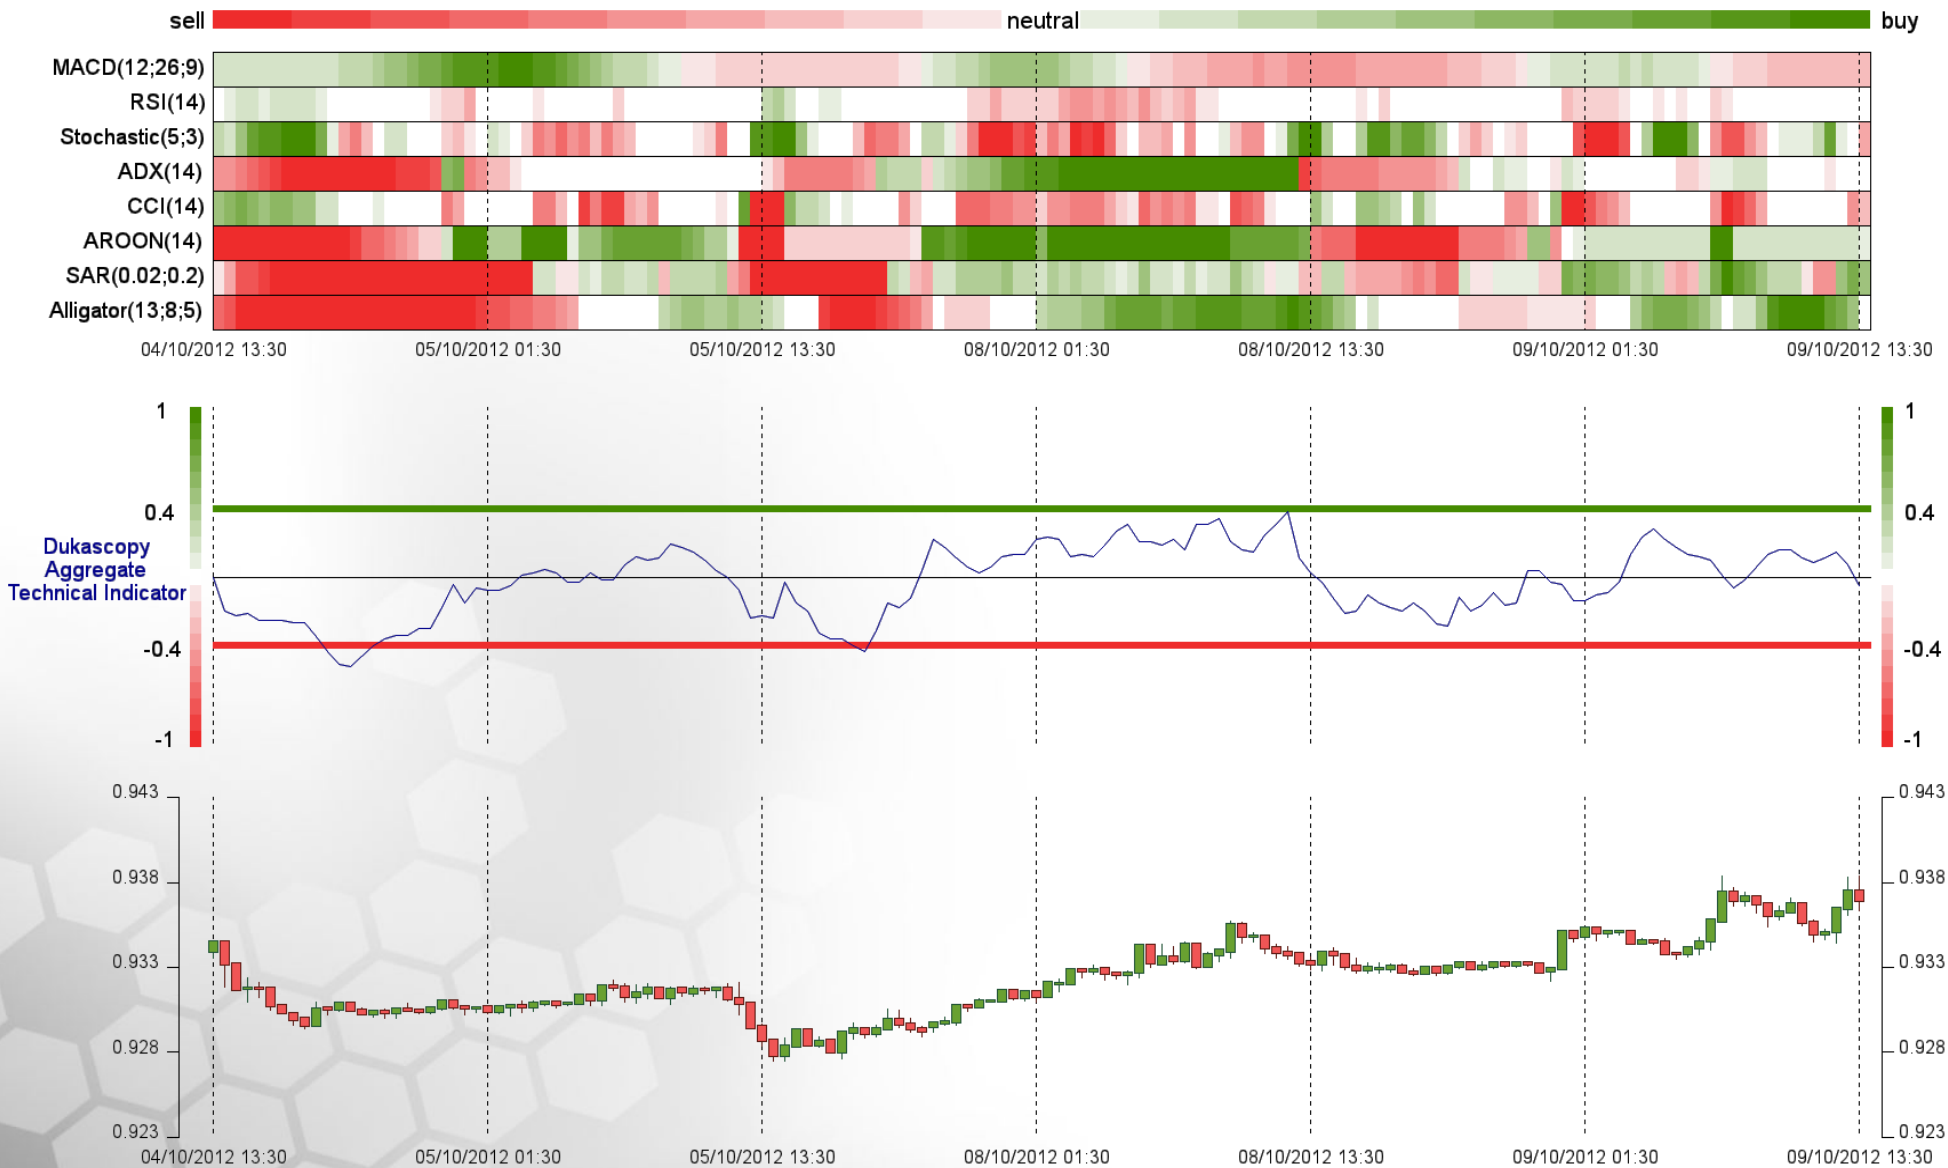 sell neutral buy
MACD(12;26;9)
RSI(14)
Stochastic(5;3)
ADX(14)
CCI(14)
AROON(14)
SAR(0.02;0.2)
Alligator(13;8;5)
04/10/2012 13:30 05/10/2012 01:30 05/10/2012 13:30 08/10/2012 01:30 08/10/2012 13:30 09/10/2012 01:30 09/10/2012 13:30
1 1
0.4 0.4
Dukascopy
Aggregate
Technical Indicator
-0.4 -0.4
-1 -1
0.943 0.943
0.938 0.938
0.933 0.933
0.928 0.928
0.923 0.923
04/10/2012 13:30 05/10/2012 01:30 05/10/2012 13:30 08/10/2012 01:30 08/10/2012 13:30 09/10/2012 01:30 09/10/2012 13:30